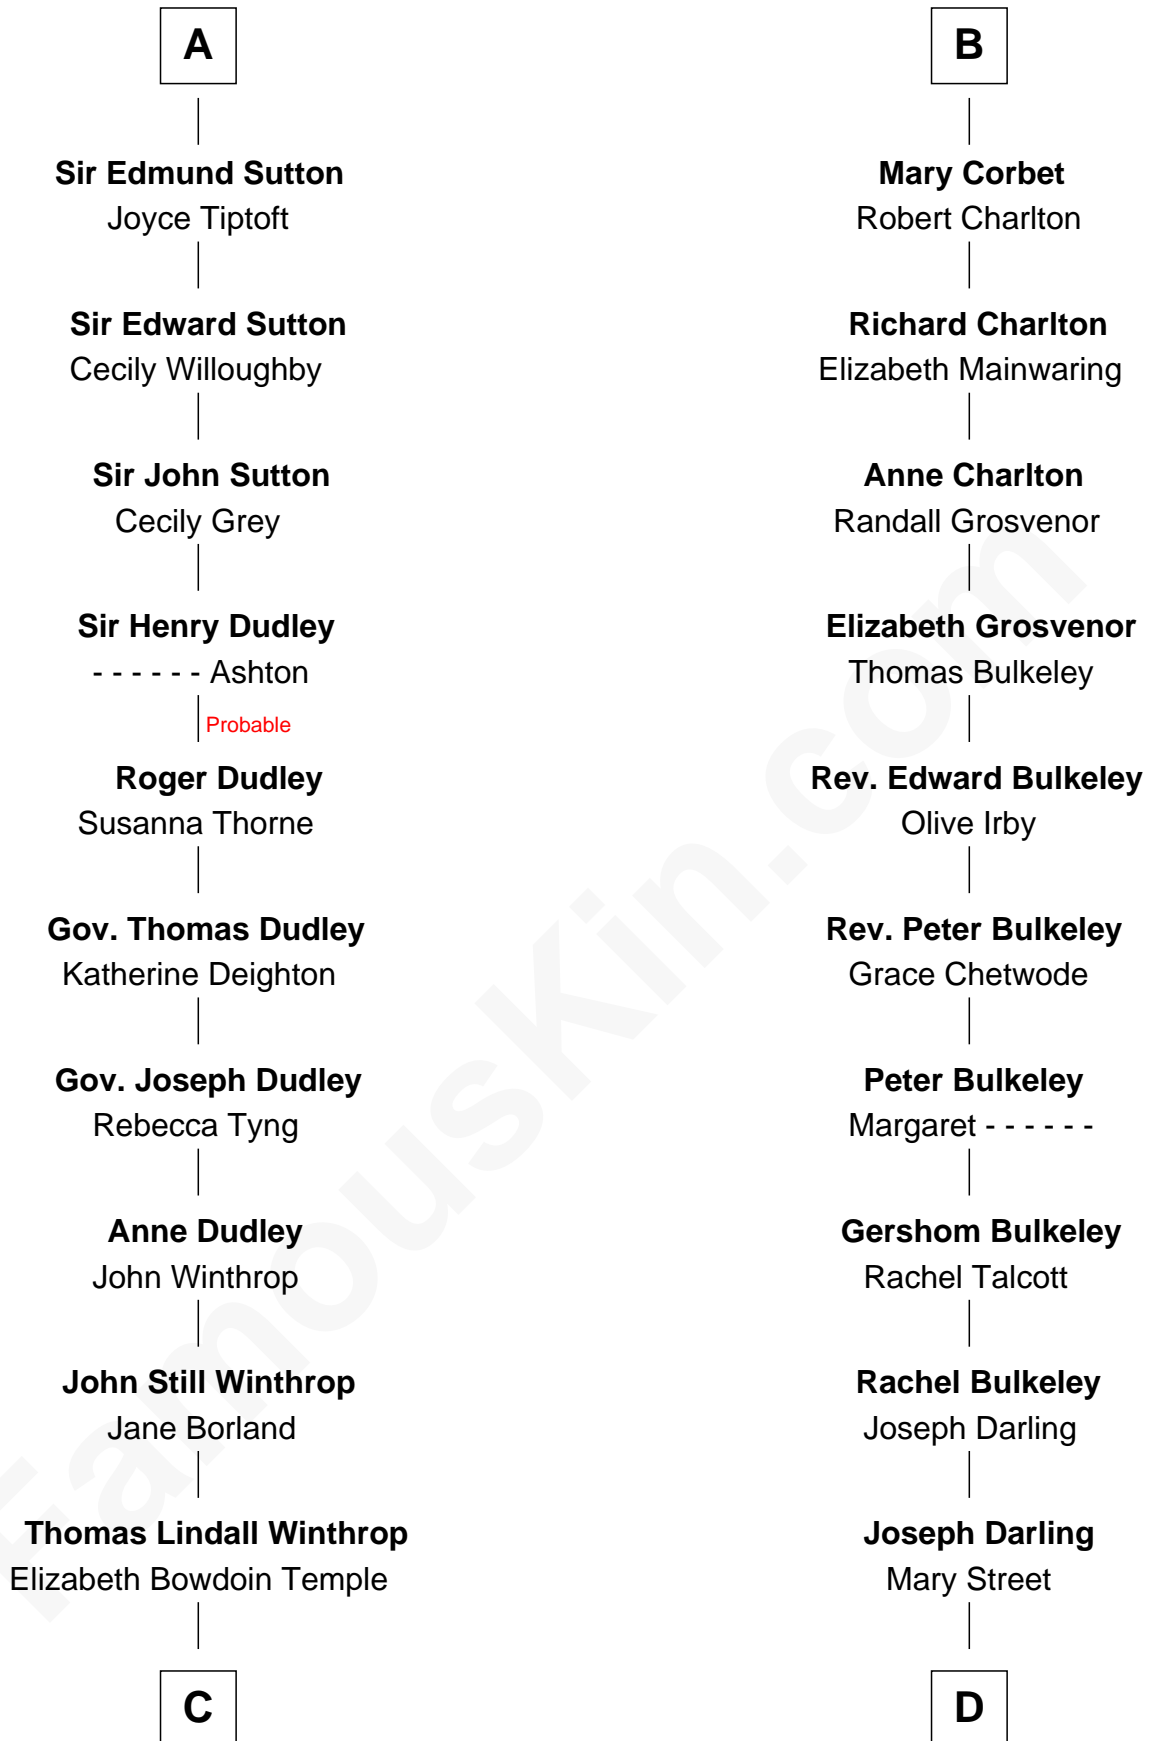 A
Sir Edmund Sutton
Joyce Tiptoft
Sir Edward Sutton
Cecily Willoughby
Sir John Sutton
Cecily Grey
Sir Henry Dudley
- - - - - - Ashton
Probable
Roger Dudley
Susanna Thorne
Gov. Thomas Dudley
Katherine Deighton
Gov. Joseph Dudley
Rebecca Tyng
Anne Dudley
John Winthrop
John Still Winthrop
Jane Borland
Thomas Lindall Winthrop
Elizabeth Bowdoin Temple
C
B
Mary Corbet
Robert Charlton
Richard Charlton
Elizabeth Mainwaring
Anne Charlton
Randall Grosvenor
Elizabeth Grosvenor
Thomas Bulkeley
Rev. Edward Bulkeley
Olive Irby
Rev. Peter Bulkeley
Grace Chetwode
Peter Bulkeley
Margaret - - - - - -
Gershom Bulkeley
Rachel Talcott
Rachel Bulkeley
Joseph Darling
Joseph Darling
Mary Street
D
FamousKin.com